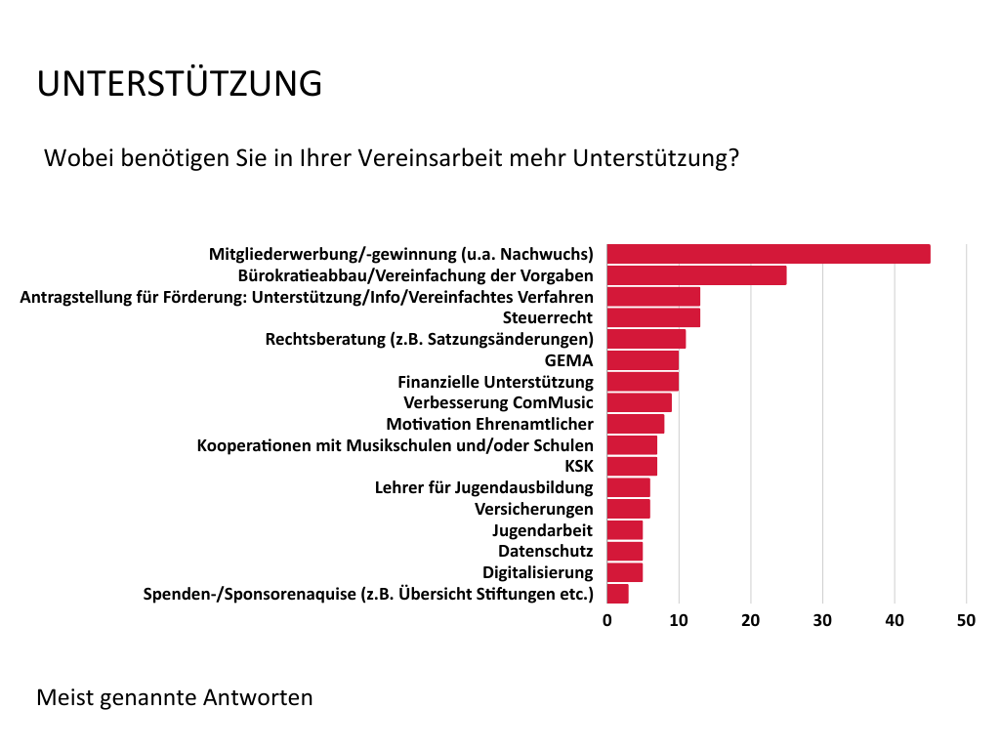 UNTERSTÜTZUNG
Wobei benötigen Sie in Ihrer Vereinsarbeit mehr Unterstützung?
Mitgliederwerbung/-gewinnung (u.a. Nachwuchs)
Bürokratieabbau/Vereinfachung der Vorgaben
Antragstellung für Förderung: Unterstützung/Info/Vereinfachtes Verfahren
Steuerrecht
Rechtsberatung (z.B. Satzungsänderungen)
GEMA
Finanzielle Unterstützung
Verbesserung ComMusic
Motivation Ehrenamtlicher
Kooperationen mit Musikschulen und/oder Schulen
KSK
Lehrer für Jugendausbildung
Versicherungen
Jugendarbeit
Datenschutz
Digitalisierung
Spenden-/Sponsorenaquise (z.B. Übersicht Stiftungen etc.)
0 10 20 30 40 50
Meist genannte Antworten